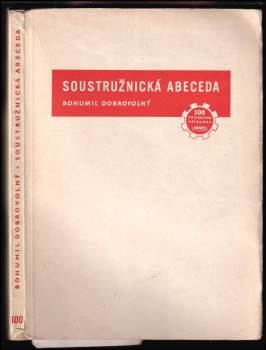 SOUSTRUŽNICKÁ ABECEDA
BOHUMIL DOBROVOLNÝ
100
BOHUMIL DOBROVOLNÝ • SOUSTRUŽNICKÁ ABECEDA
100